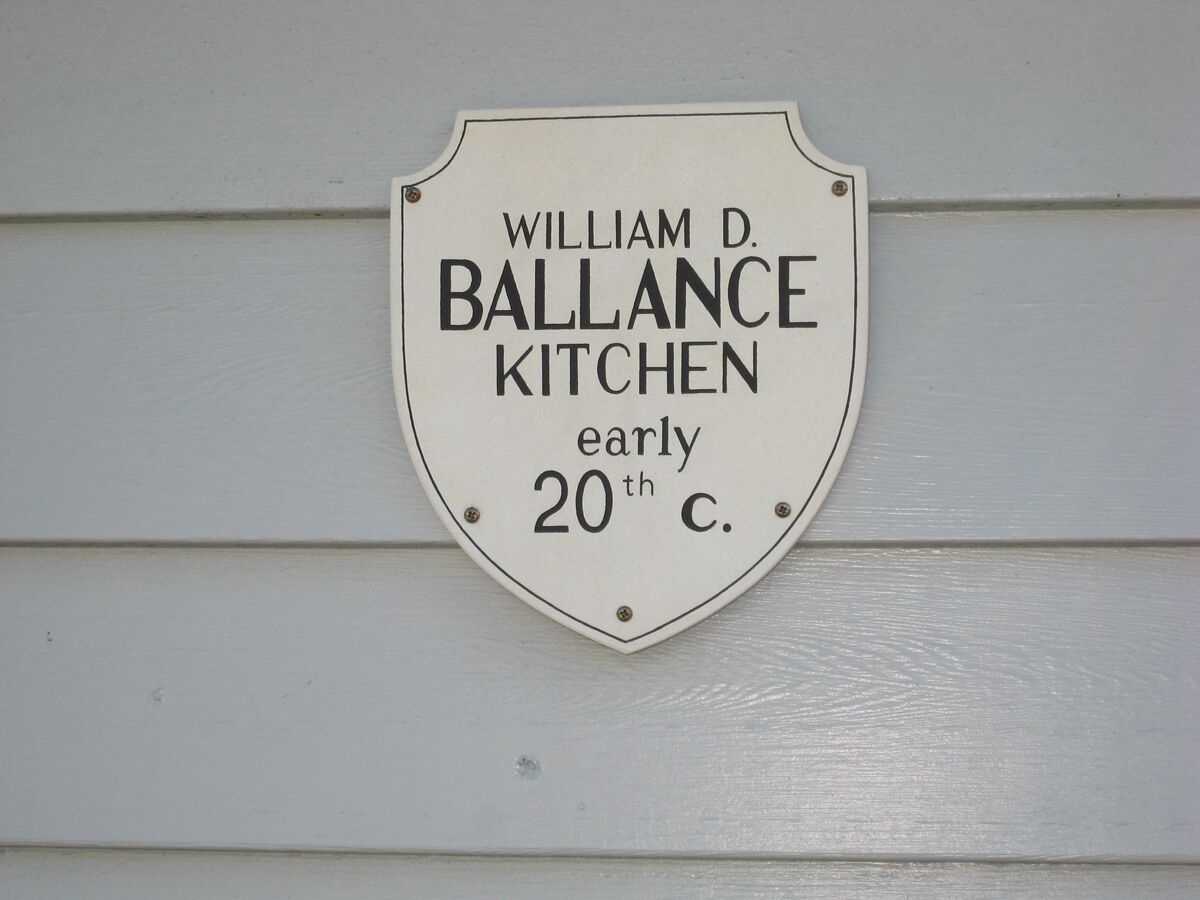 WILLIAM D.
BALLANCE
KITCHEN
early
20th c.